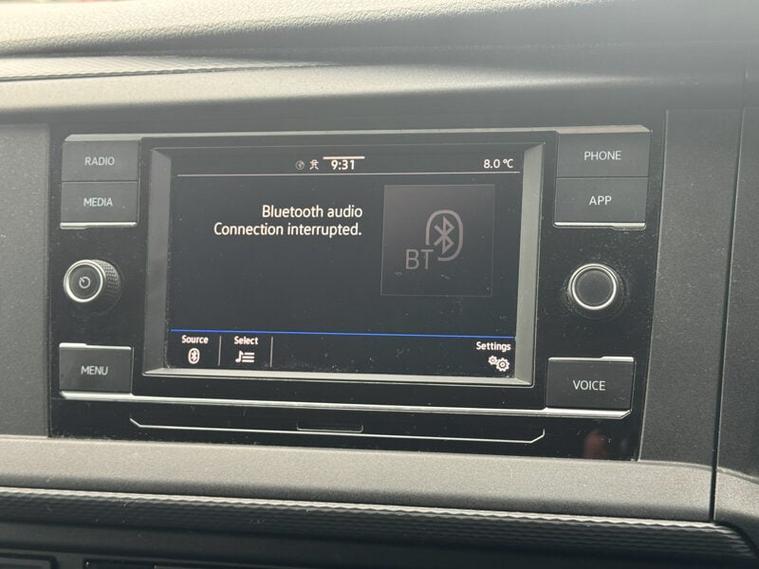 RADIO
MEDIA
MENU
9:31
8.0 °C
Bluetooth audio
Connection interrupted.
BT
Source
Select
Settings
PHONE
APP
VOICE